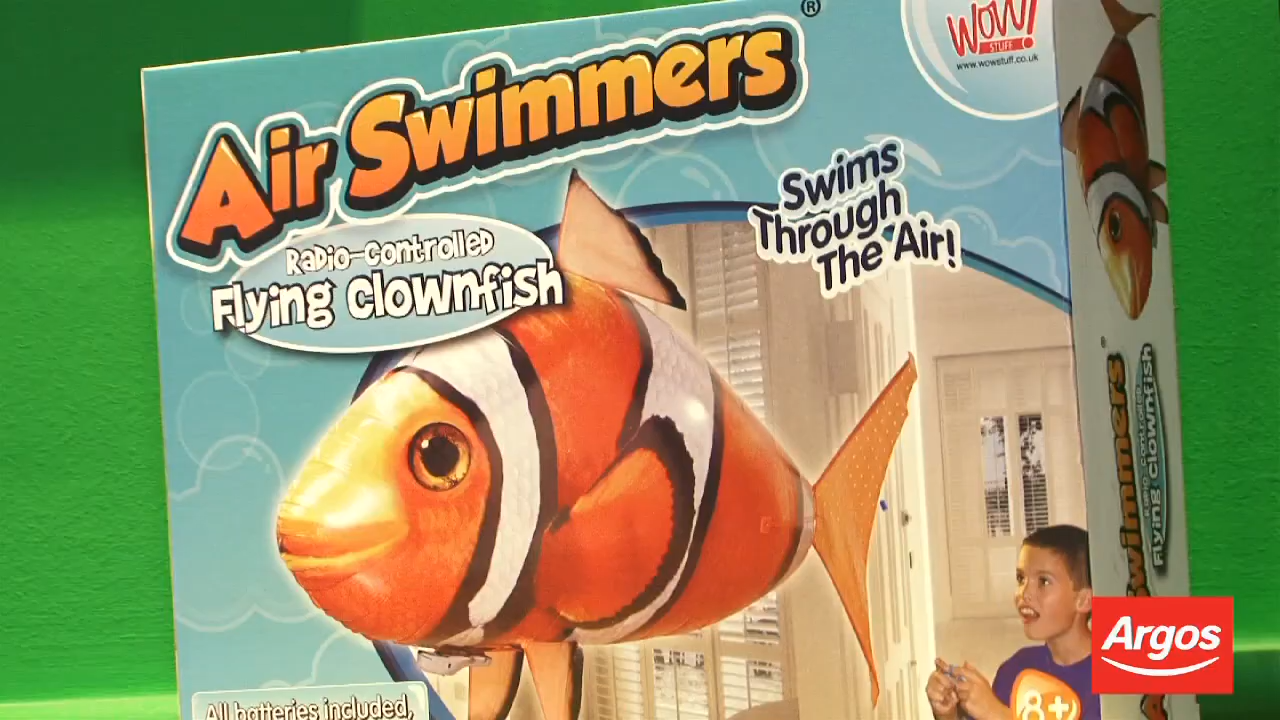 Air Swimmers®
Radio-controlled
Flying clownfish
WOW!
STUFF
www.wowstuff.co.uk
Swims
Through
The Air!
All batteries included,
8+
Swimmers
Radio controlled
Flying clownfish
Argos